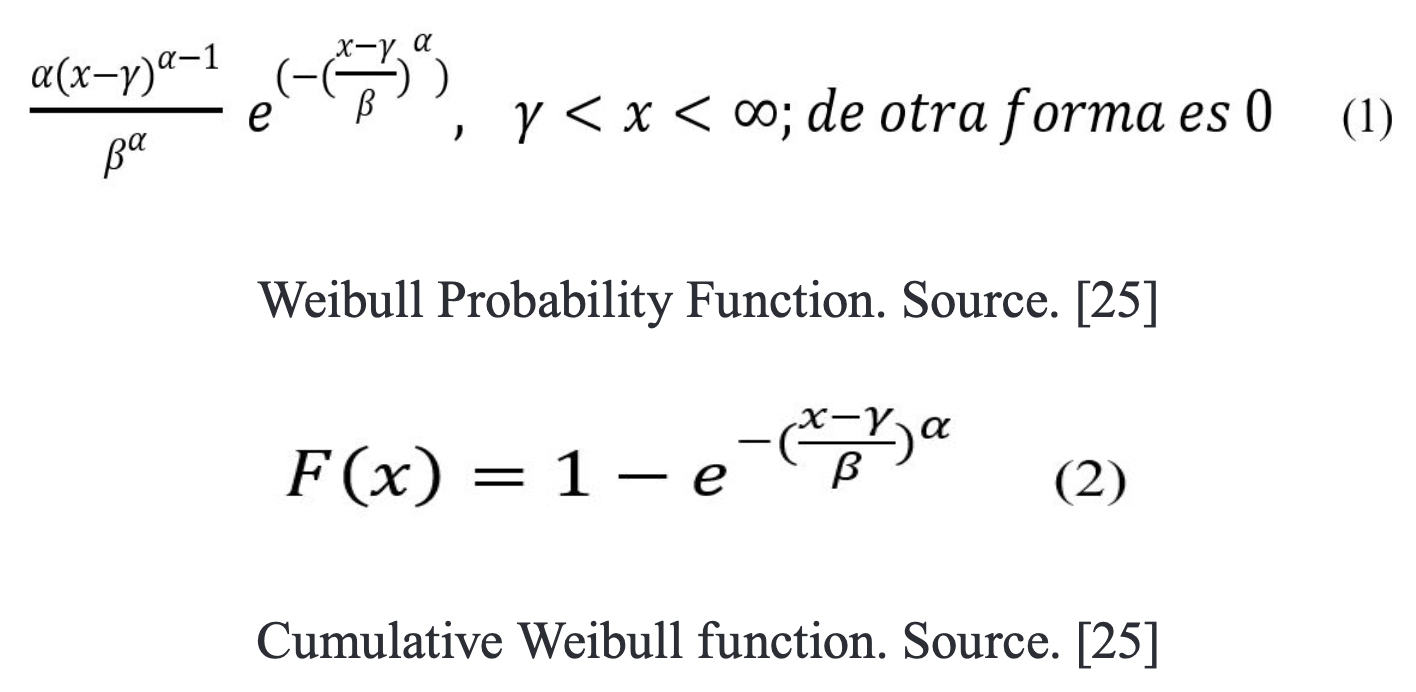 α(x−γ)^(α−1) / β^α e^(−((x−γ)/β)^α), γ < x < ∞; de otra forma es 0 (1)
Weibull Probability Function. Source. [25]
F(x) = 1 − e^−((x−γ)/β)^α (2)
Cumulative Weibull function. Source. [25]